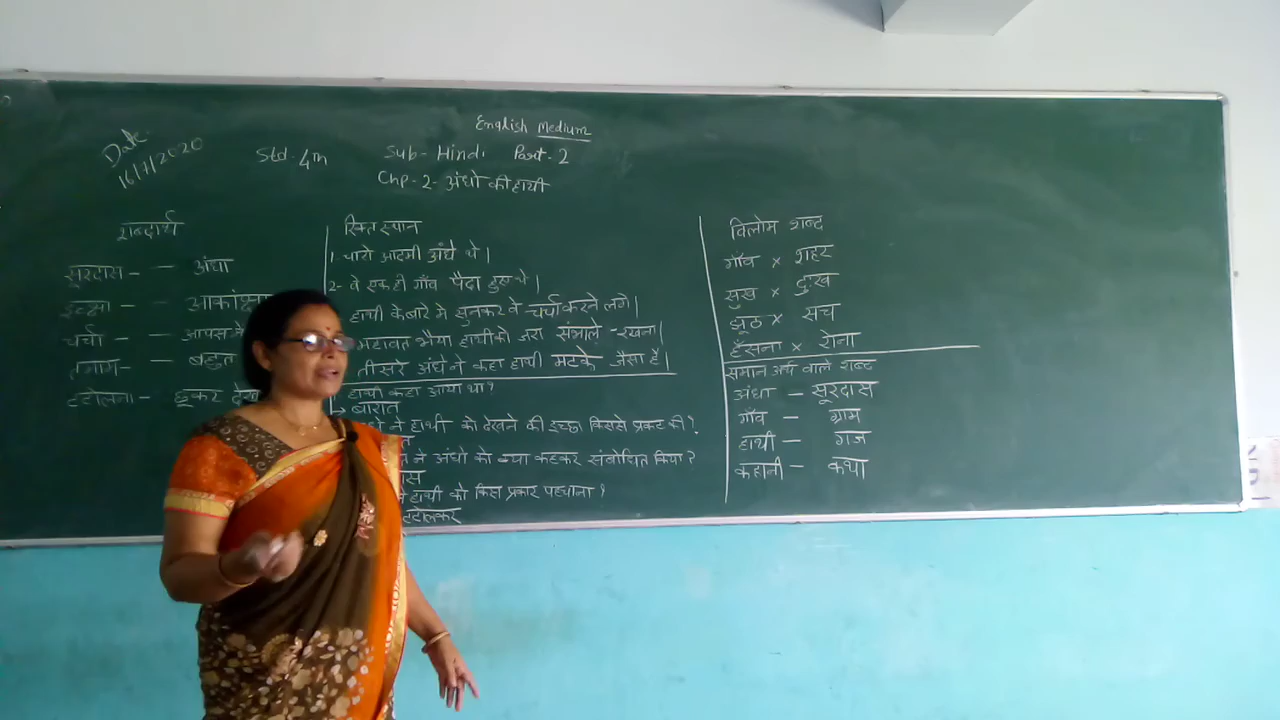 English Medium
Date 16/7/2020
Std. 4th
Sub- Hindi Part-2
Chp-2- अंधो की हाथी
शब्दार्थ
सूरदास - - अंधा
इच्छा - -
चर्चा - - आपस में
तमाम - - बहुत
टटोलना - छूकर
रिक्त स्थान
1- चारो आदमी अंधे थे।
2- वे एक ही गाँव पैदा हुए थे।
हाथी के बारे मे सुनकर वे चर्चा करने लगे।
महावत भैया हाथी को जरा संभाले रखना।
तीसरे अंधे ने कहा हाथी मटके जैसा है।
हाथी कहा आया था?
बारात
ने हाथी को देखने की इच्छा किससे प्रकट की?
ने अंधो को क्या कहकर संबोधित किया?
हाथी को किस प्रकार पहचाना?
टटोलकर
विलोम शब्द
गाँव × शहर
सुख × दुःख
झूठ × सच
हँसना × रोना
समान अर्थ वाले शब्द
अंधा - सूरदास
गाँव - ग्राम
हाथी - गज
कहानी - कथा